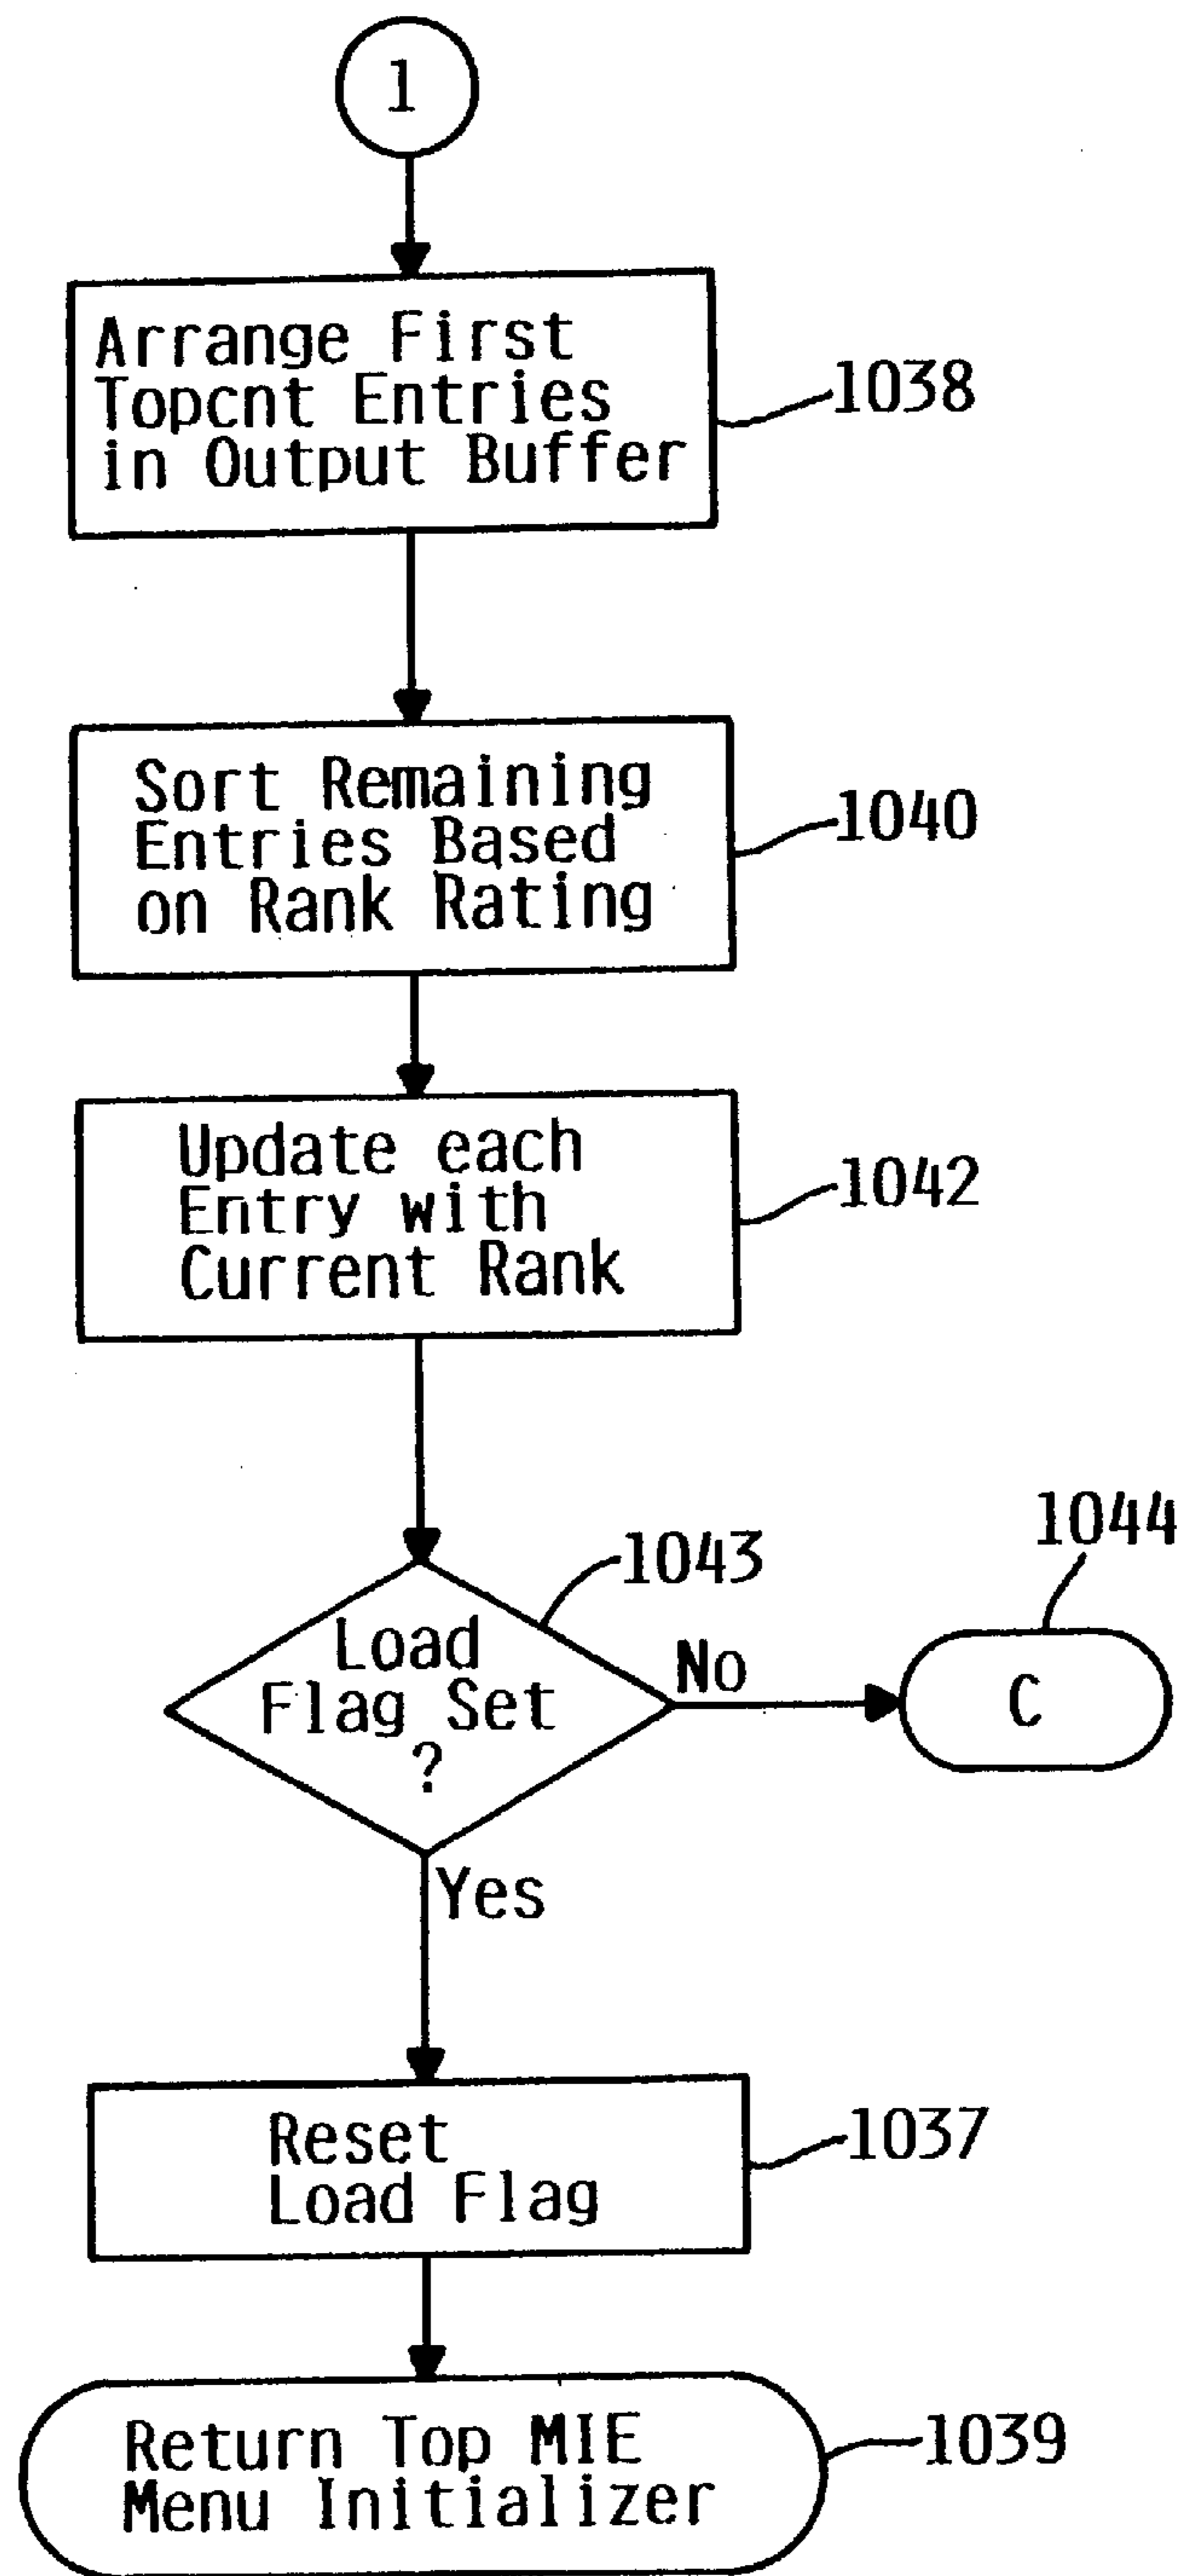 1
Arrange First
Topcnt Entries
in Output Buffer
1038
Sort Remaining
Entries Based
on Rank Rating
1040
Update each
Entry with
Current Rank
1042
1043
1044
Load
Flag Set
?
No
C
Yes
Reset
Load Flag
1037
Return Top MIE
Menu Initializer
1039